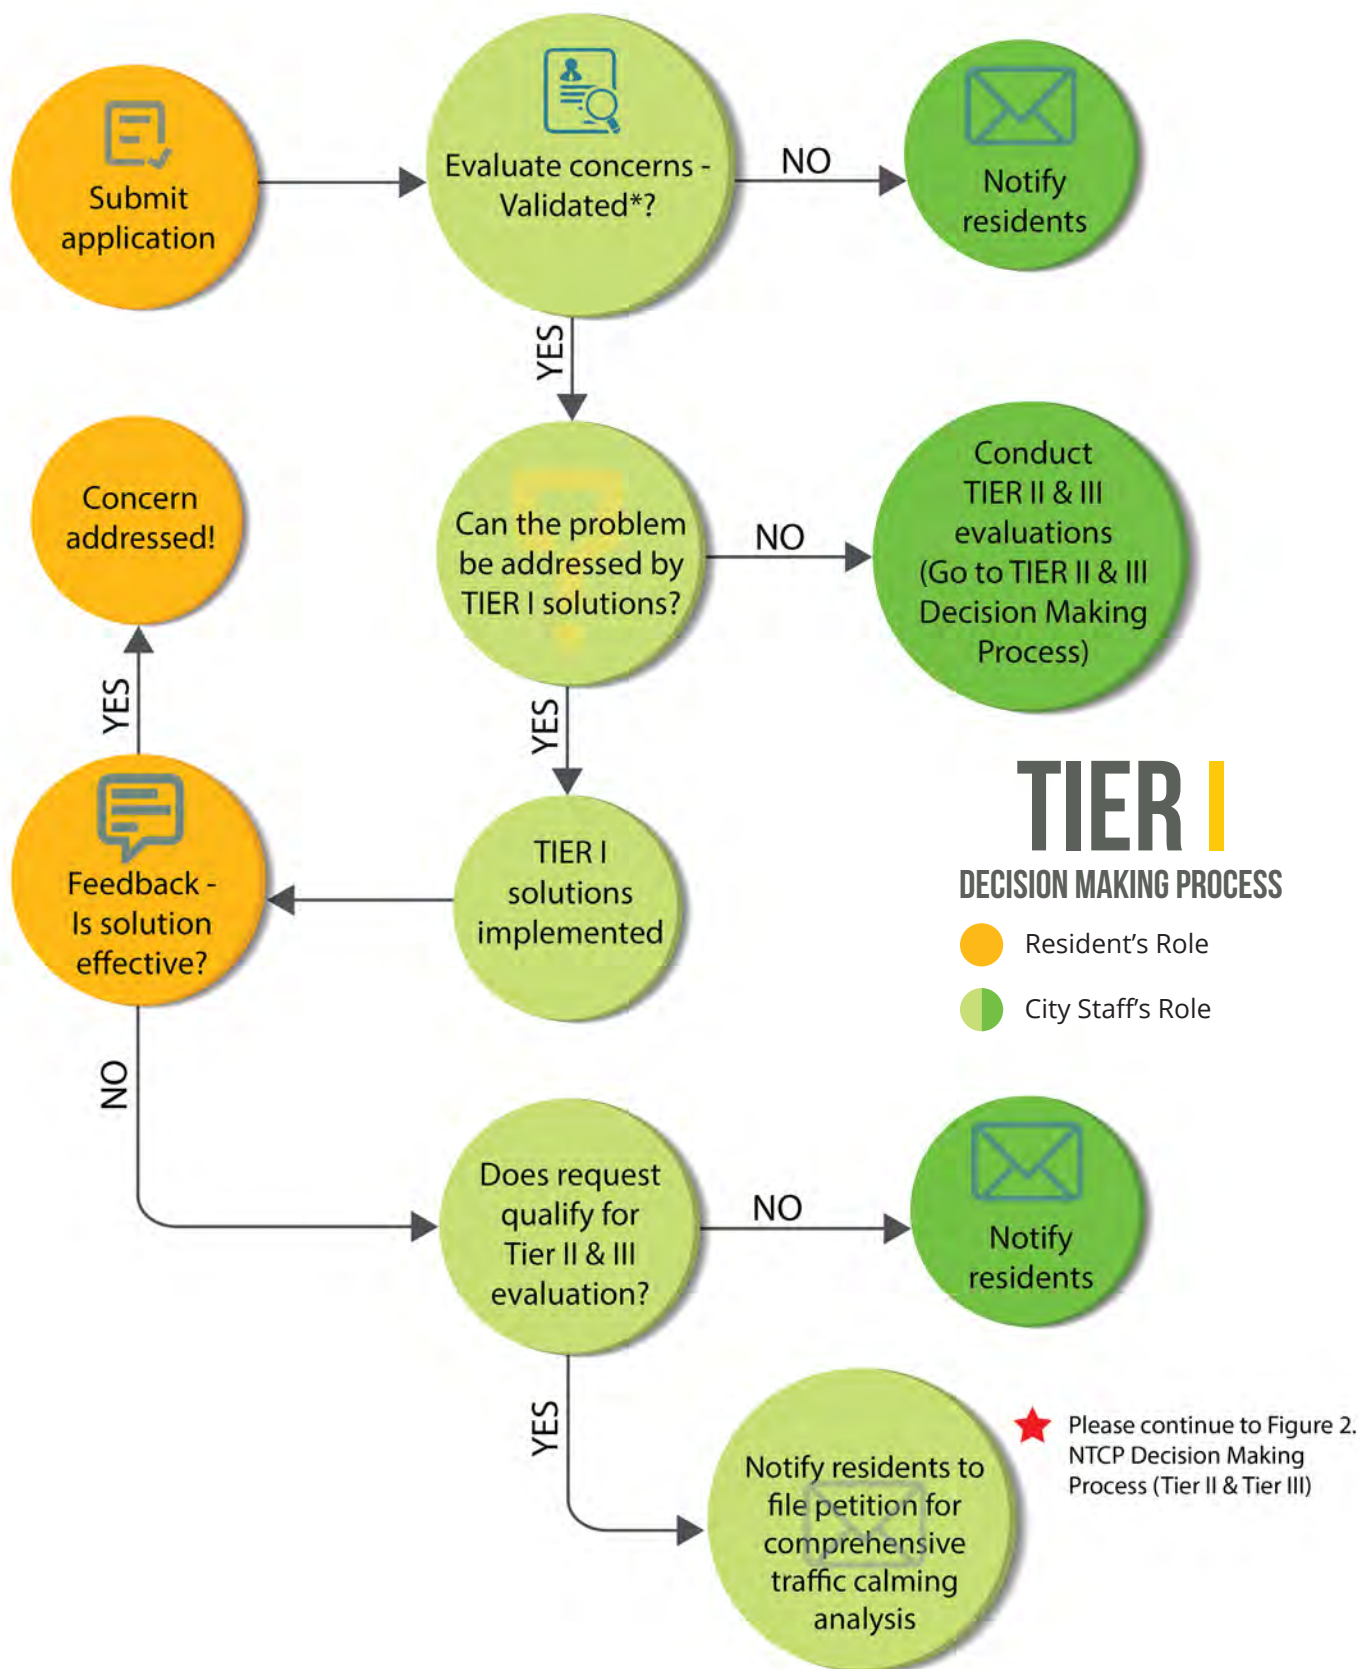 Submit
application
Evaluate concerns -
Validated*?
NO
Notify
residents
YES
Concern
addressed!
Can the problem
be addressed by
TIER I solutions?
NO
Conduct
TIER II & III
evaluations
(Go to TIER II & III
Decision Making
Process)
YES
YES
Feedback -
Is solution
effective?
TIER I
solutions
implemented
TIER I
DECISION MAKING PROCESS
Resident's Role
City Staff's Role
NO
Does request
qualify for
Tier II & III
evaluation?
NO
Notify
residents
YES
Notify residents to
file petition for
comprehensive
traffic calming
analysis
Please continue to Figure 2.
NTCP Decision Making
Process (Tier II & Tier III)